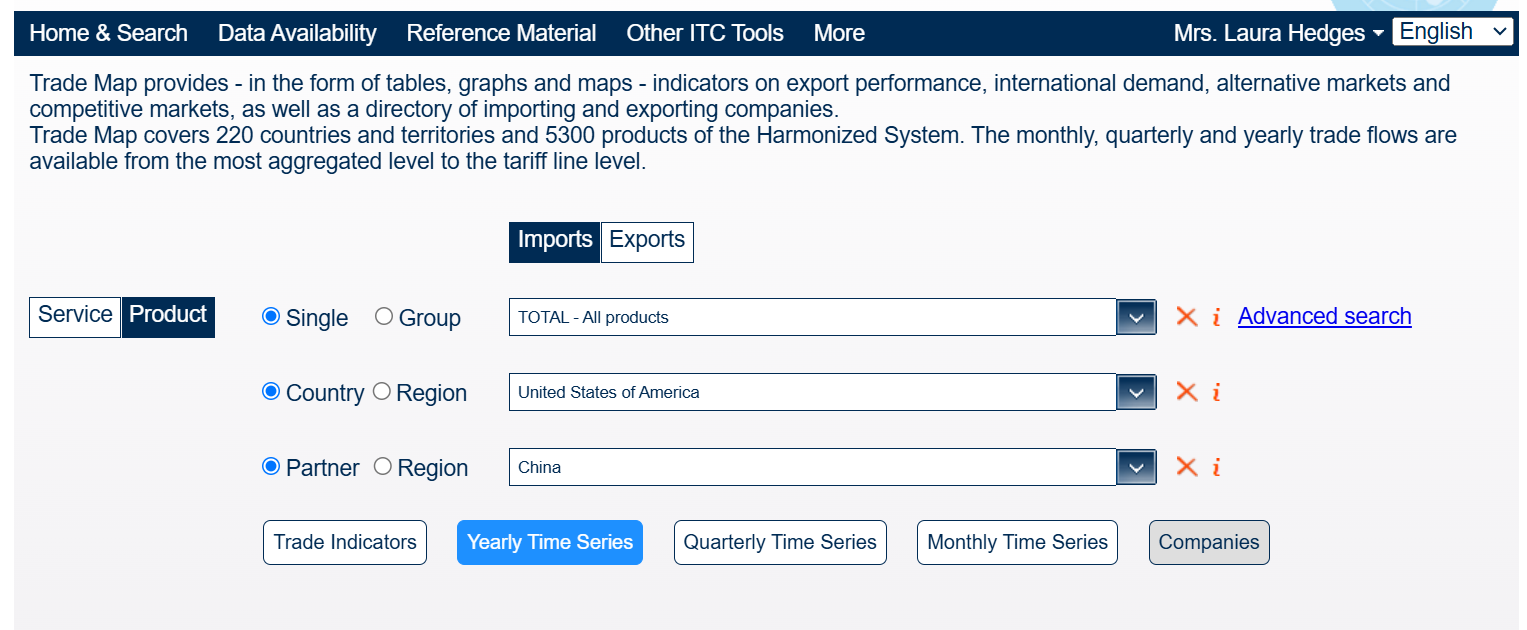 Home & Search Data Availability Reference Material Other ITC Tools More Mrs. Laura Hedges English
Trade Map provides - in the form of tables, graphs and maps - indicators on export performance, international demand, alternative markets and
competitive markets, as well as a directory of importing and exporting companies.
Trade Map covers 220 countries and territories and 5300 products of the Harmonized System. The monthly, quarterly and yearly trade flows are
available from the most aggregated level to the tariff line level.
Imports Exports
Service Product Single Group TOTAL - All products i Advanced search
Country Region United States of America i
Partner Region China i
Trade Indicators Yearly Time Series Quarterly Time Series Monthly Time Series Companies